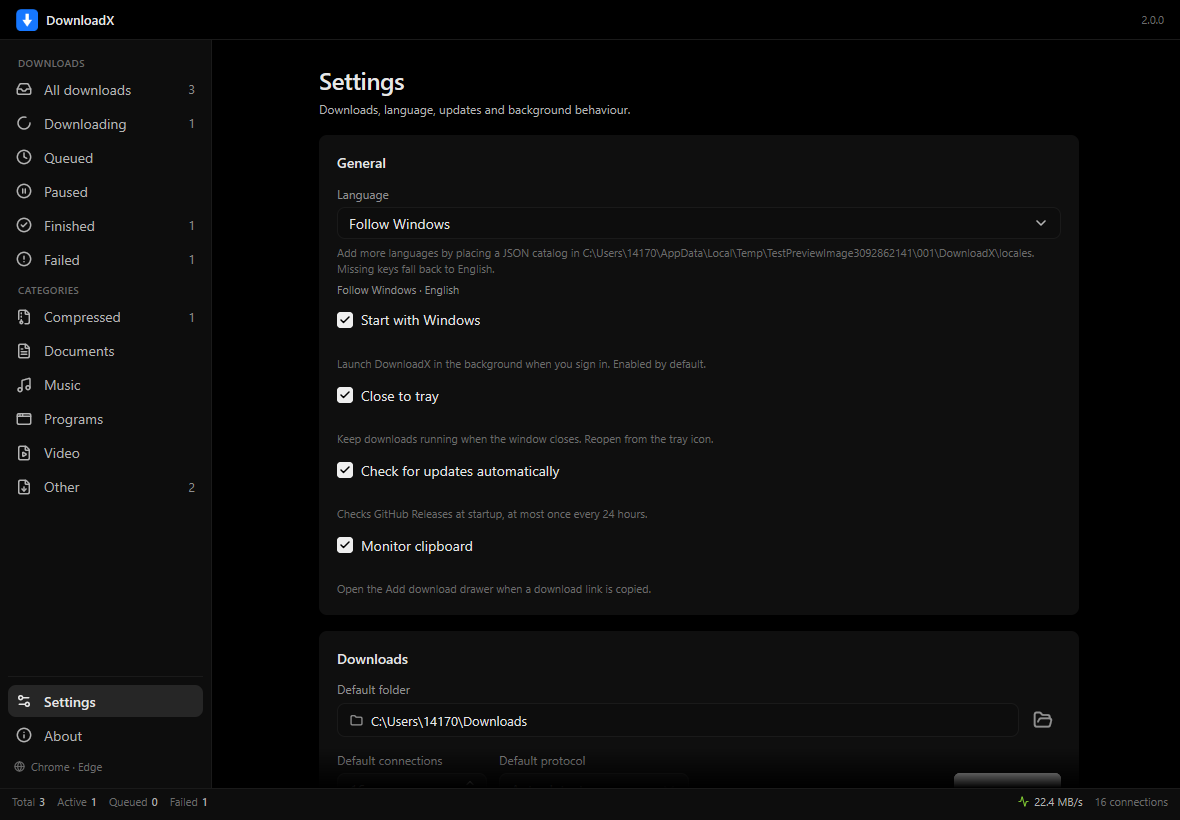 DownloadX
2.0.0
DOWNLOADS
All downloads 3
Downloading 1
Queued
Paused
Finished 1
Failed 1
CATEGORIES
Compressed 1
Documents
Music
Programs
Video
Other 2
Settings
About
Chrome · Edge
Settings
Downloads, language, updates and background behaviour.
General
Language
Follow Windows
Add more languages by placing a JSON catalog in C:\Users\14170\AppData\Local\Temp\TestPreviewImage3092862141\001\DownloadX\locales.
Missing keys fall back to English.
Follow Windows · English
Start with Windows
Launch DownloadX in the background when you sign in. Enabled by default.
Close to tray
Keep downloads running when the window closes. Reopen from the tray icon.
Check for updates automatically
Checks GitHub Releases at startup, at most once every 24 hours.
Monitor clipboard
Open the Add download drawer when a download link is copied.
Downloads
Default folder
C:\Users\14170\Downloads
Default connections Default protocol
Total 3 Active 1 Queued 0 Failed 1
22.4 MB/s 16 connections